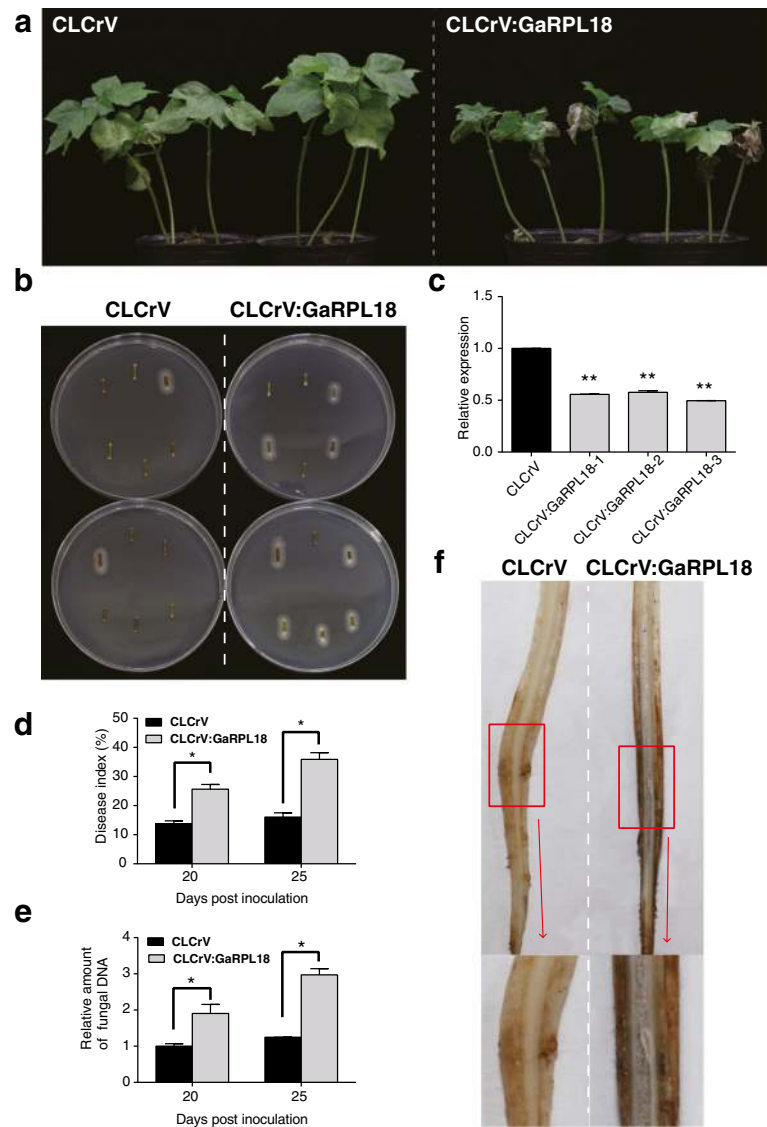 a
CLCrV
CLCrV:GaRPL18
b
CLCrV
CLCrV:GaRPL18
c
Relative expression
1.5
1.0
0.5
0.0
**
**
**
CLCrV
CLCrV:GaRPL18-1
CLCrV:GaRPL18-2
CLCrV:GaRPL18-3
d
Disease index (%)
50
40
30
20
10
0
CLCrV
CLCrV:GaRPL18
*
*
20
25
Days post inoculation
e
Relative amount
of fungal DNA
4
3
2
1
0
CLCrV
CLCrV:GaRPL18
*
*
20
25
Days post inoculation
f
CLCrV
CLCrV:GaRPL18